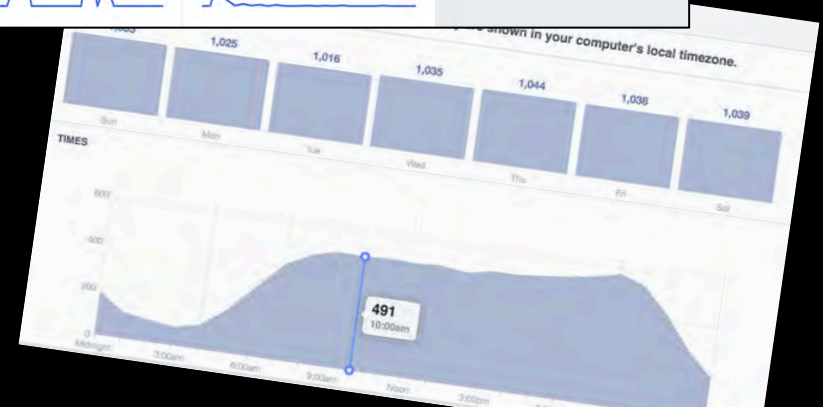 shown in your computer's local timezone.
1,025
1,016
1,035
1,044
1,038
1,039
Sun
Mon
Tue
Wed
Thu
Fri
Sat
TIMES
600
400
200
0
491
10:00am
Midnight
3:00am
6:00am
9:00am
Noon
3:00pm